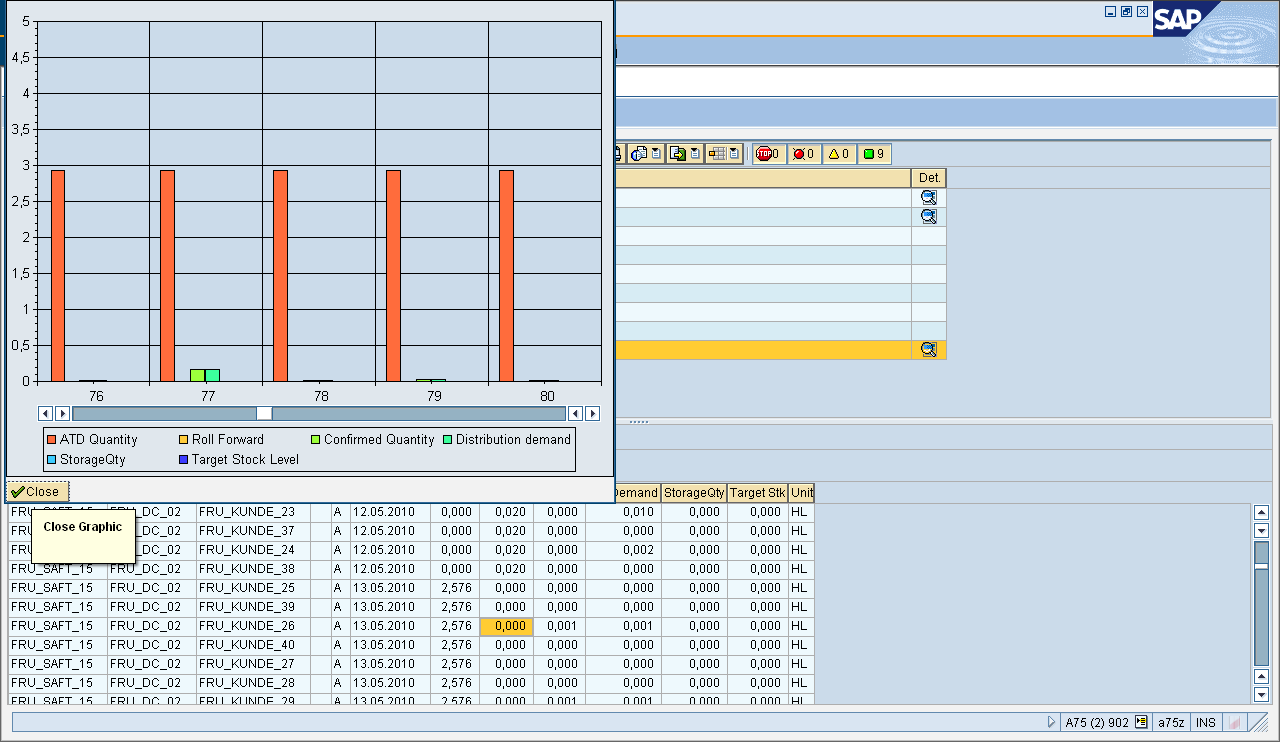 5
4,5
4
3,5
3
2,5
2
1,5
1
0,5
0
76 77 78 79 80
ATD Quantity Roll Forward Confirmed Quantity Distribution demand
StorageQty Target Stock Level
Close
Close Graphic
SAP
STOP 0 0 0 9
Det.
Demand StorageQty Target Stk Unit
FRU_SAFT_15 FRU_DC_02 FRU_KUNDE_23 A 12.05.2010 0,000 0,020 0,000 0,010 0,000 0,000 HL
FRU_DC_02 FRU_KUNDE_37 A 12.05.2010 0,000 0,020 0,000 0,000 0,000 0,000 HL
FRU_DC_02 FRU_KUNDE_24 A 12.05.2010 0,000 0,020 0,000 0,002 0,000 0,000 HL
FRU_SAFT_15 FRU_DC_02 FRU_KUNDE_38 A 12.05.2010 0,000 0,020 0,000 0,000 0,000 0,000 HL
FRU_SAFT_15 FRU_DC_02 FRU_KUNDE_25 A 13.05.2010 2,576 0,000 0,000 0,000 0,000 0,000 HL
FRU_SAFT_15 FRU_DC_02 FRU_KUNDE_39 A 13.05.2010 2,576 0,000 0,000 0,000 0,000 0,000 HL
FRU_SAFT_15 FRU_DC_02 FRU_KUNDE_26 A 13.05.2010 2,576 0,000 0,001 0,001 0,000 0,000 HL
FRU_SAFT_15 FRU_DC_02 FRU_KUNDE_40 A 13.05.2010 2,576 0,000 0,000 0,000 0,000 0,000 HL
FRU_SAFT_15 FRU_DC_02 FRU_KUNDE_27 A 13.05.2010 2,576 0,000 0,000 0,000 0,000 0,000 HL
FRU_SAFT_15 FRU_DC_02 FRU_KUNDE_28 A 13.05.2010 2,576 0,000 0,000 0,000 0,000 0,000 HL
FRU_SAFT_15 FRU_DC_02 FRU_KUNDE_29 A 13.05.2010 2,576 0,000 0,001 0,001 0,000 0,000 HL
A75 (2) 902 a75z INS